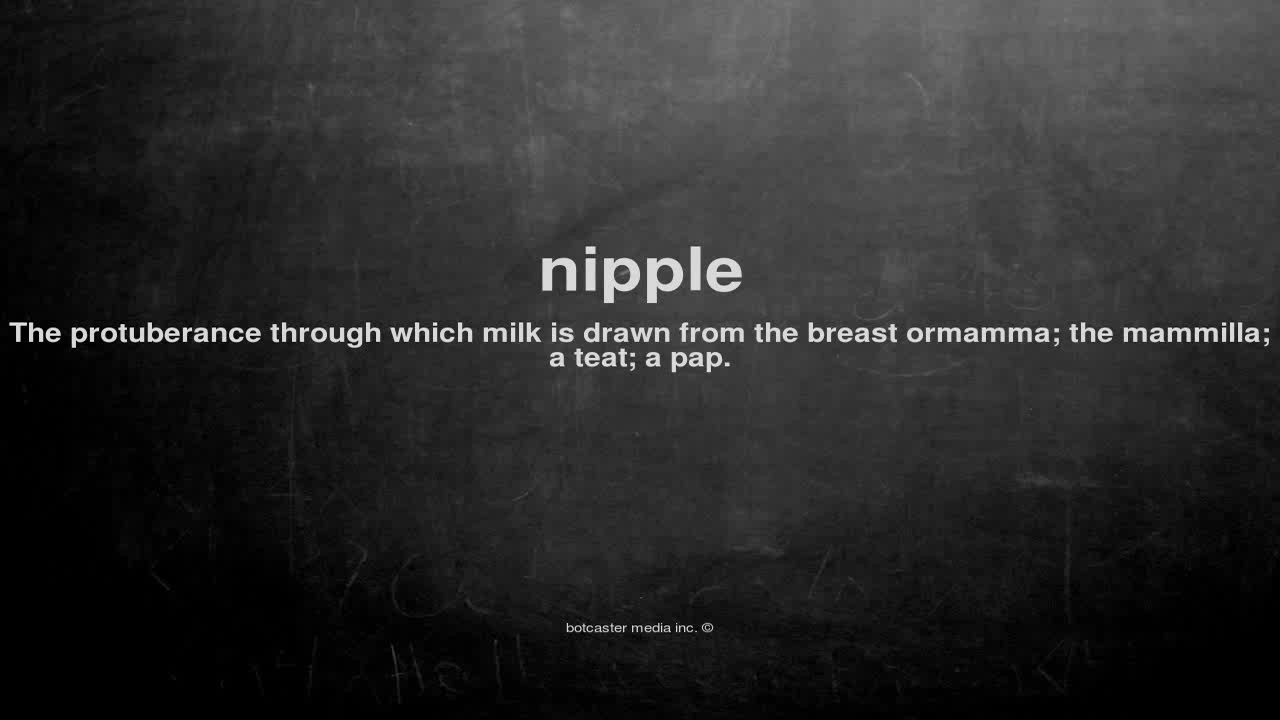 nipple
The protuberance through which milk is drawn from the breast ormamma; the mammilla;
a teat; a pap.
botcaster media inc. ©